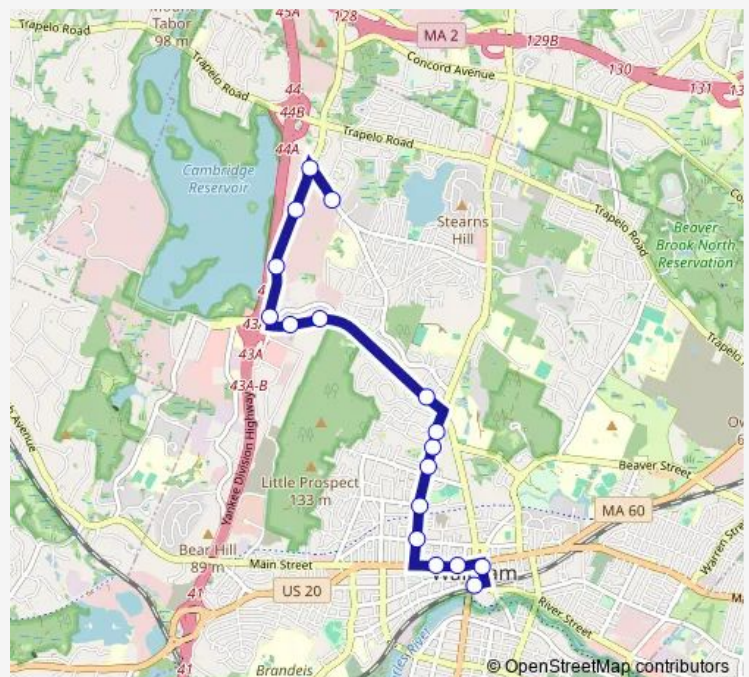 45A
128
Tabor
98 m
Trapelo Road
MA 2
129B
130
131
Concord Avenue
Trapelo Road
44
44B
44A
Trapelo Road
Cambridge
Reservoir
Stearns
Hill
Trapelo Road
Beaver
Brook North
Reservation
Trapelo
43A
43A-B
Yankee Division Highway
Little Prospect
133 m
Beaver Street
MA 60
Bear Hill
89 m
Main Street
US 20
Warren Street
River Street
41
41
Brandeis
© OpenStreetMap contributors